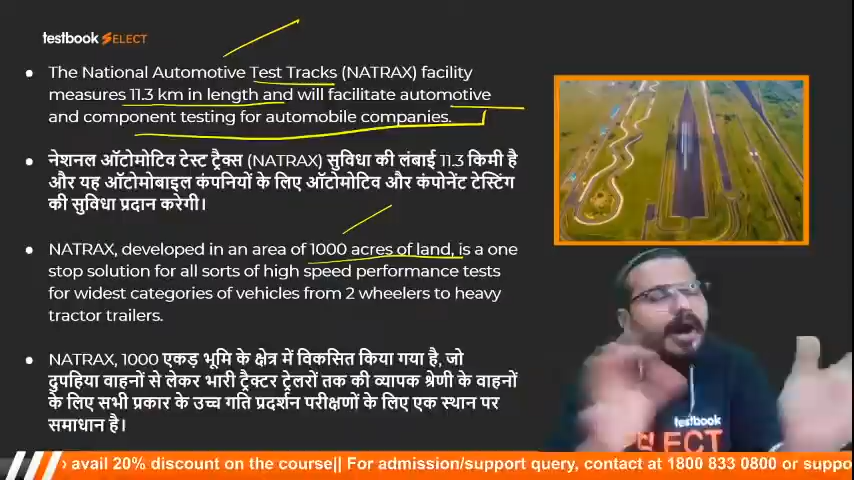 testbook SELECT
The National Automotive Test Tracks (NATRAX) facility
measures 11.3 km in length and will facilitate automotive
and component testing for automobile companies.
नेशनल ऑटोमोटिव टेस्ट ट्रैक्स (NATRAX) सुविधा की लंबाई 11.3 किमी है
और यह ऑटोमोबाइल कंपनियों के लिए ऑटोमोटिव और कंपोनेंट टेस्टिंग
की सुविधा प्रदान करेगी।
NATRAX, developed in an area of 1000 acres of land, is a one
stop solution for all sorts of high speed performance tests
for widest categories of vehicles from 2 wheelers to heavy
tractor trailers.
NATRAX, 1000 एकड़ भूमि के क्षेत्र में विकसित किया गया है, जो
दुपहिया वाहनों से लेकर भारी ट्रैक्टर ट्रेलरों तक की व्यापक श्रेणी के वाहनों
के लिए सभी प्रकार के उच्च गति प्रदर्शन परीक्षणों के लिए एक स्थान पर
समाधान है।
testbook
SELECT
avail 20% discount on the course|| For admission/support query, contact at 1800 833 0800 or suppo